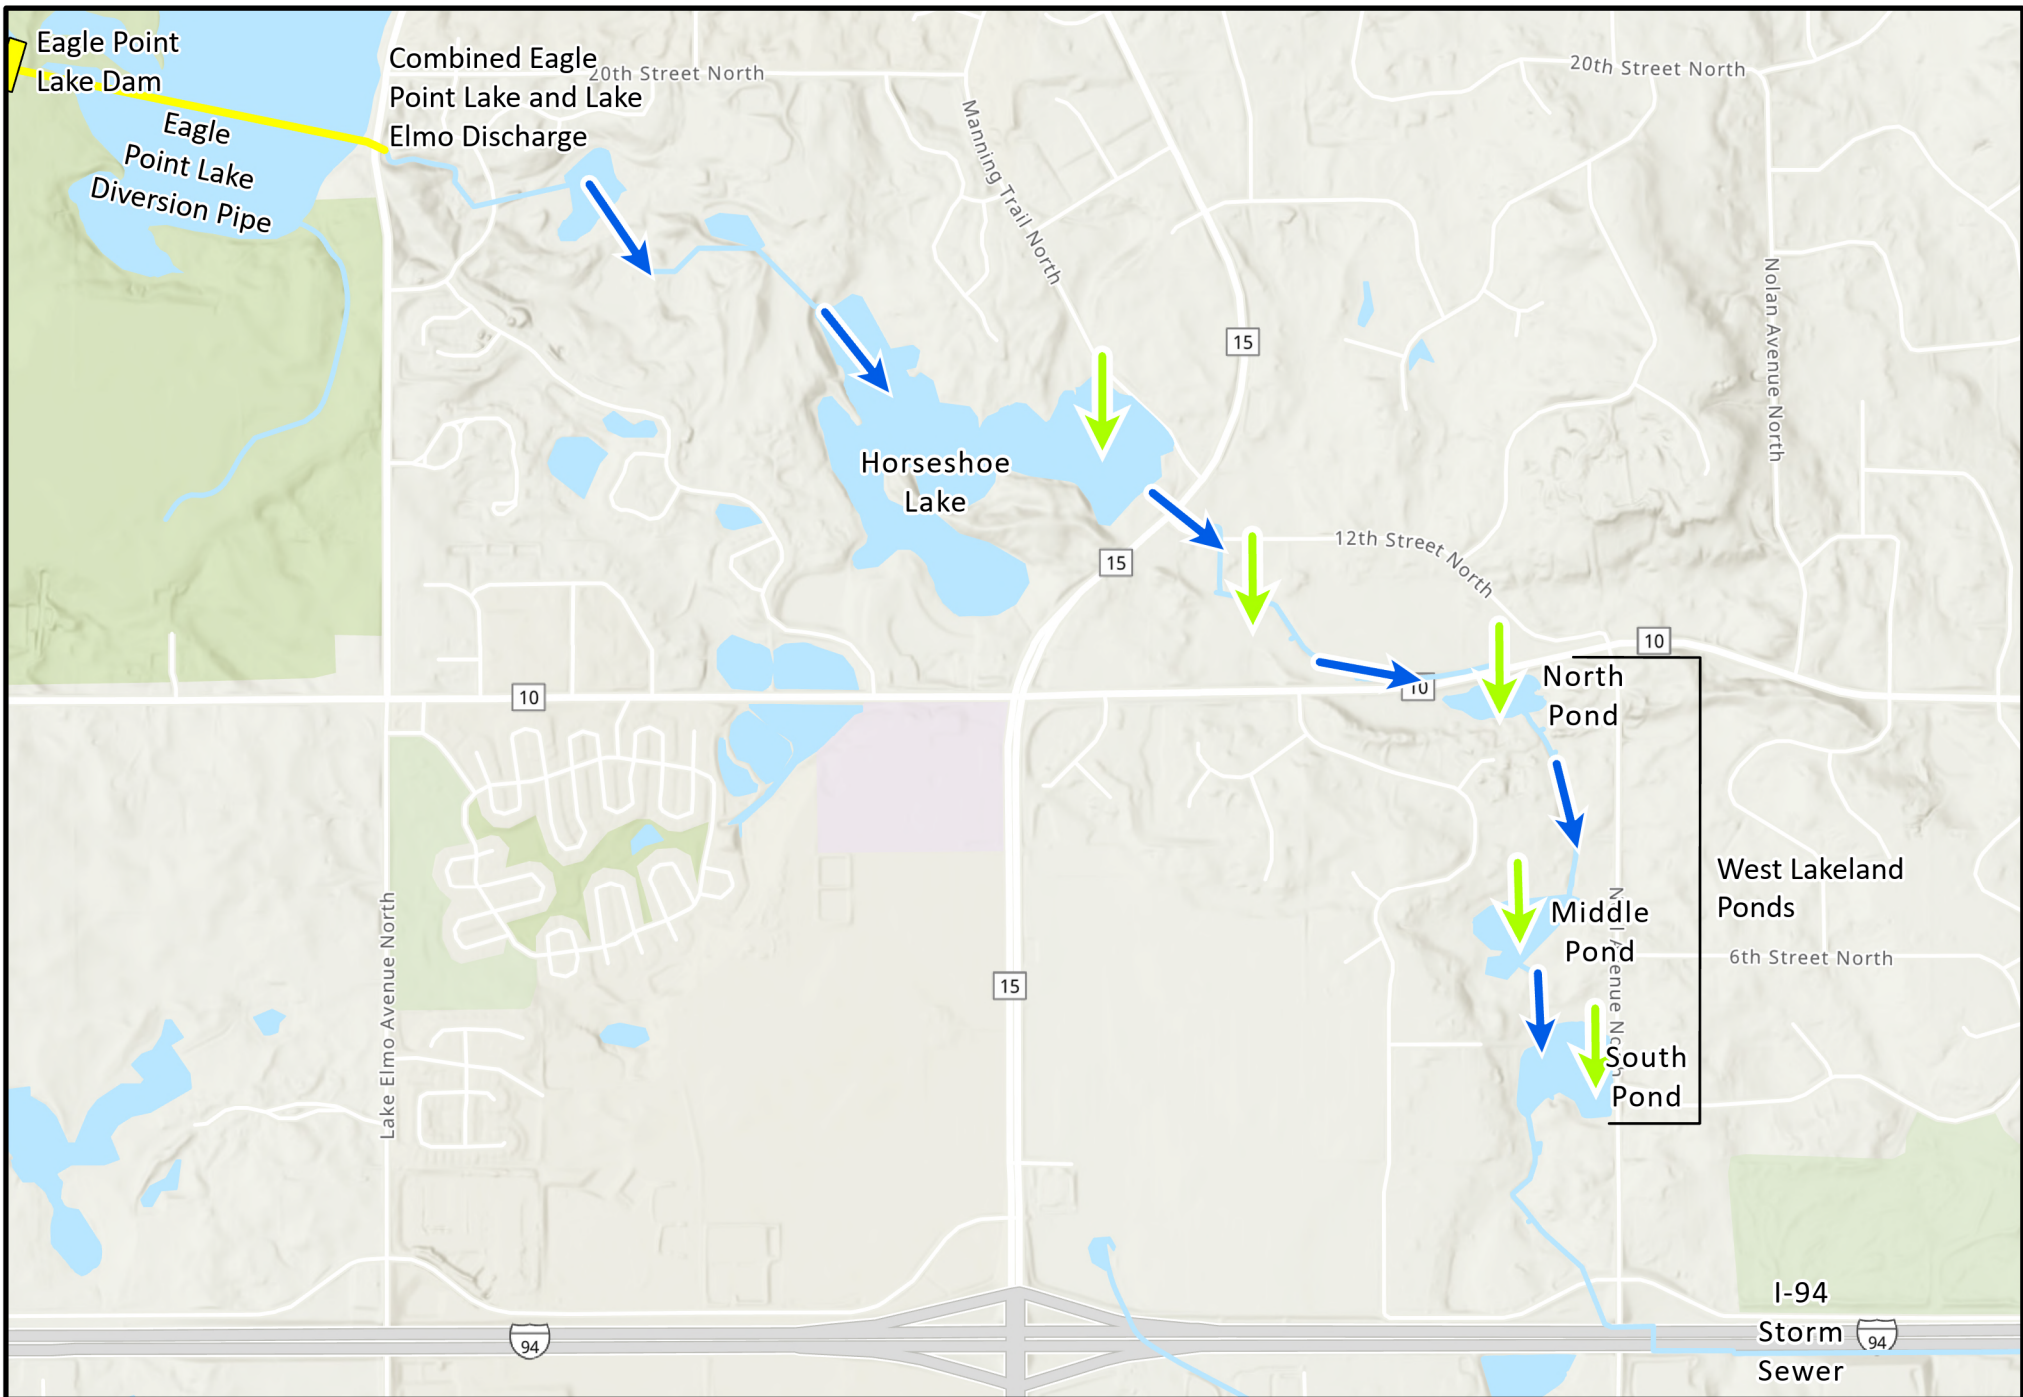 Eagle Point
Lake Dam
Combined Eagle
Point Lake and Lake
Elmo Discharge
20th Street North
20th Street North
Eagle
Point Lake
Diversion Pipe
Manning Trail North
Nolan Avenue North
15
Horseshoe
Lake
12th Street North
15
10
10
10
North
Pond
West Lakeland
Ponds
Middle
Pond
6th Street North
Lake Elmo Avenue North
15
South
Pond
I-94
Storm
Sewer
94
94